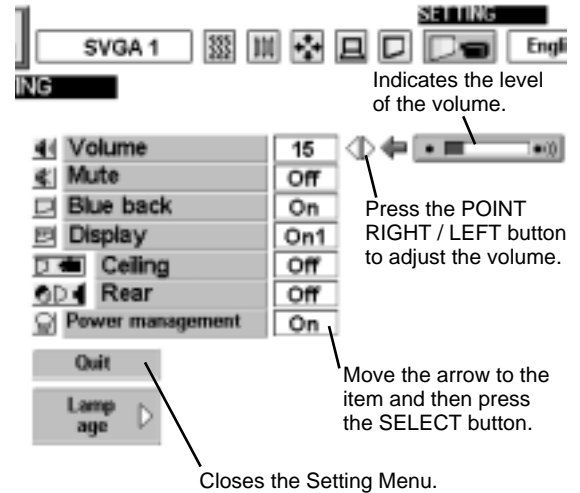 SETTING
SVGA 1
Engli
ING
Indicates the level
of the volume.
Volume 15
Mute Off
Blue back On
Display On1
Ceiling Off
Rear Off
Power management On
Press the POINT
RIGHT / LEFT button
to adjust the volume.
Quit
Lamp
age
Move the arrow to the
item and then press
the SELECT button.
Closes the Setting Menu.